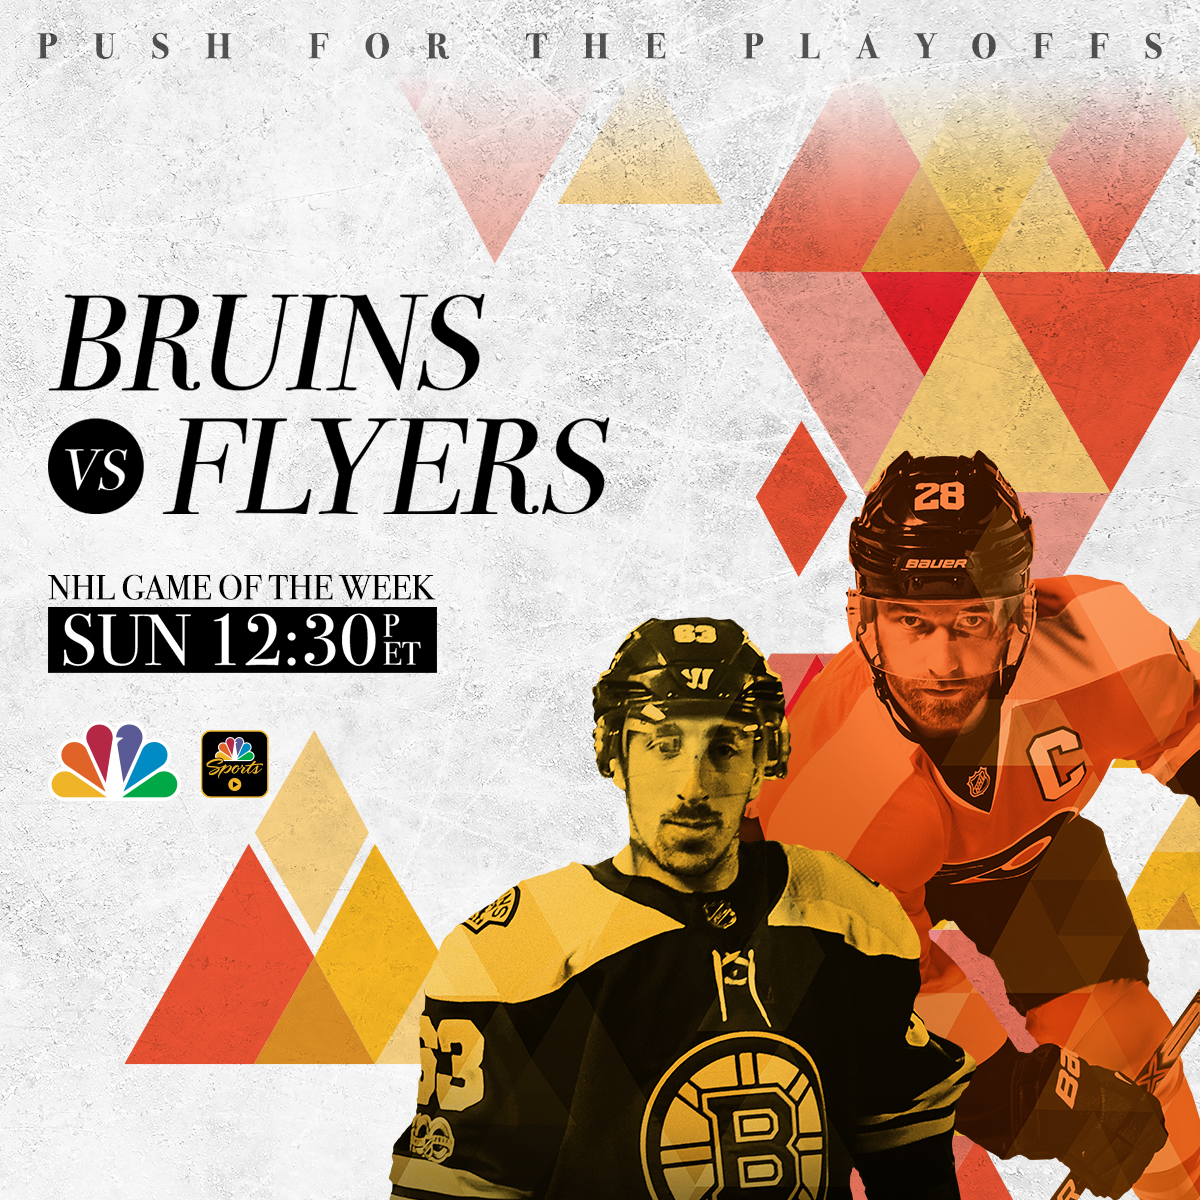 PUSH FOR THE PLAYOFFS
BRUINS
VS FLYERS
NHL GAME OF THE WEEK
SUN 12:30 P ET
Sports
28
BAUER
63
C
63
B